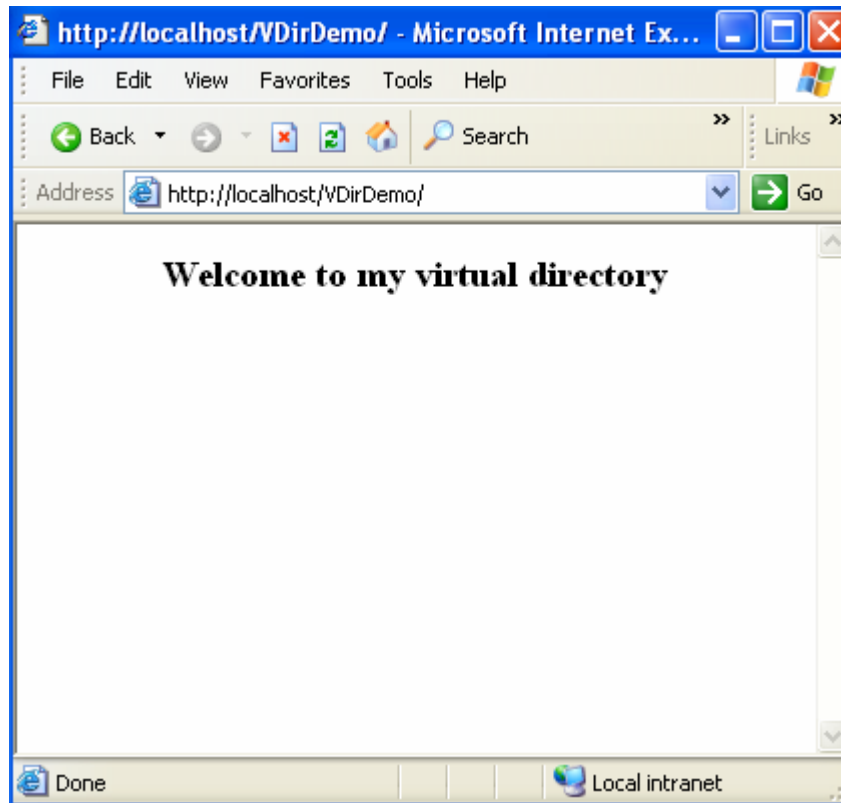 http://localhost/VDirDemo/ - Microsoft Internet Ex...
File Edit View Favorites Tools Help
Back Search » Links »
Address http://localhost/VDirDemo/ Go
Welcome to my virtual directory
Done Local intranet